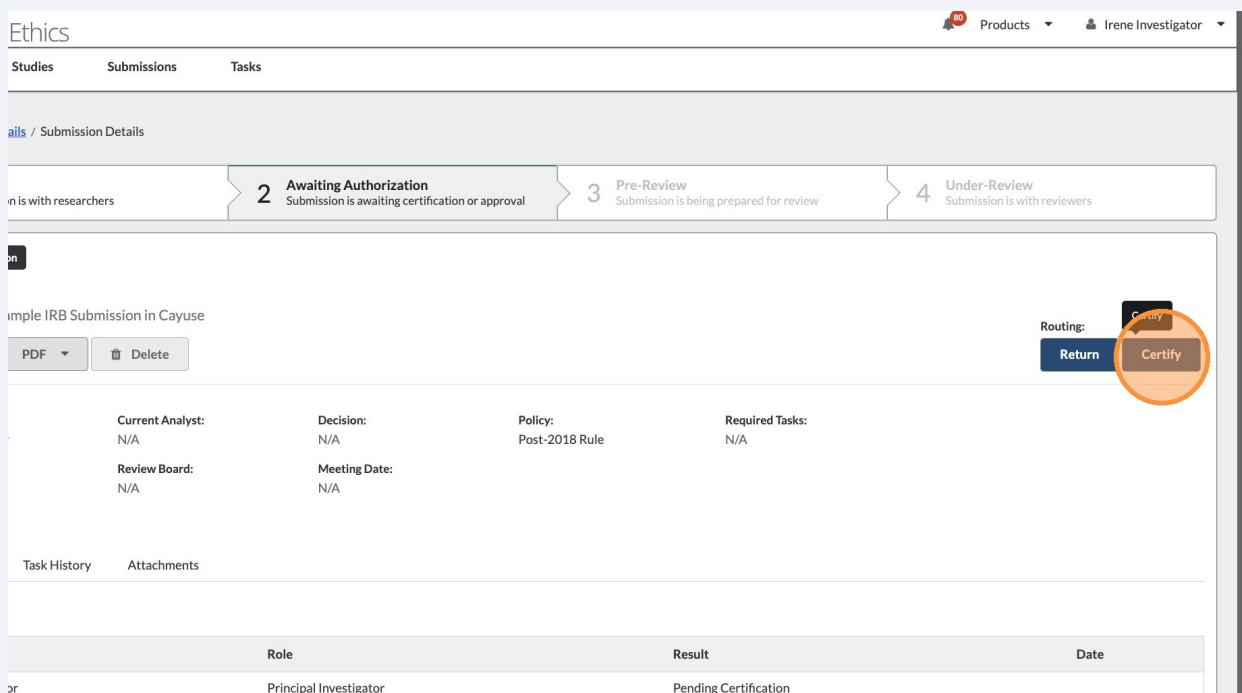 Ethics
80 Products Irene Investigator
Studies Submissions Tasks
ails / Submission Details
2 Awaiting Authorization 3 Pre-Review 4 Under-Review
n is with researchers Submission is awaiting certification or approval Submission is being prepared for review Submission is with reviewers
on
ample IRB Submission in Cayuse
Certify
Routing:
PDF Delete Return Certify
Current Analyst: Decision: Policy: Required Tasks:
N/A N/A Post-2018 Rule N/A
Review Board: Meeting Date:
N/A N/A
Task History Attachments
Role Result Date
or Principal Investigator Pending Certification